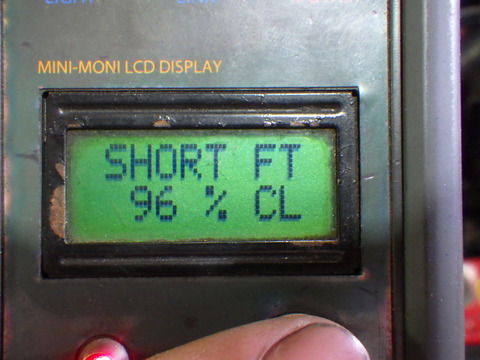 MINI-MONI LCD DISPLAY
SHORT FT
96 % CL